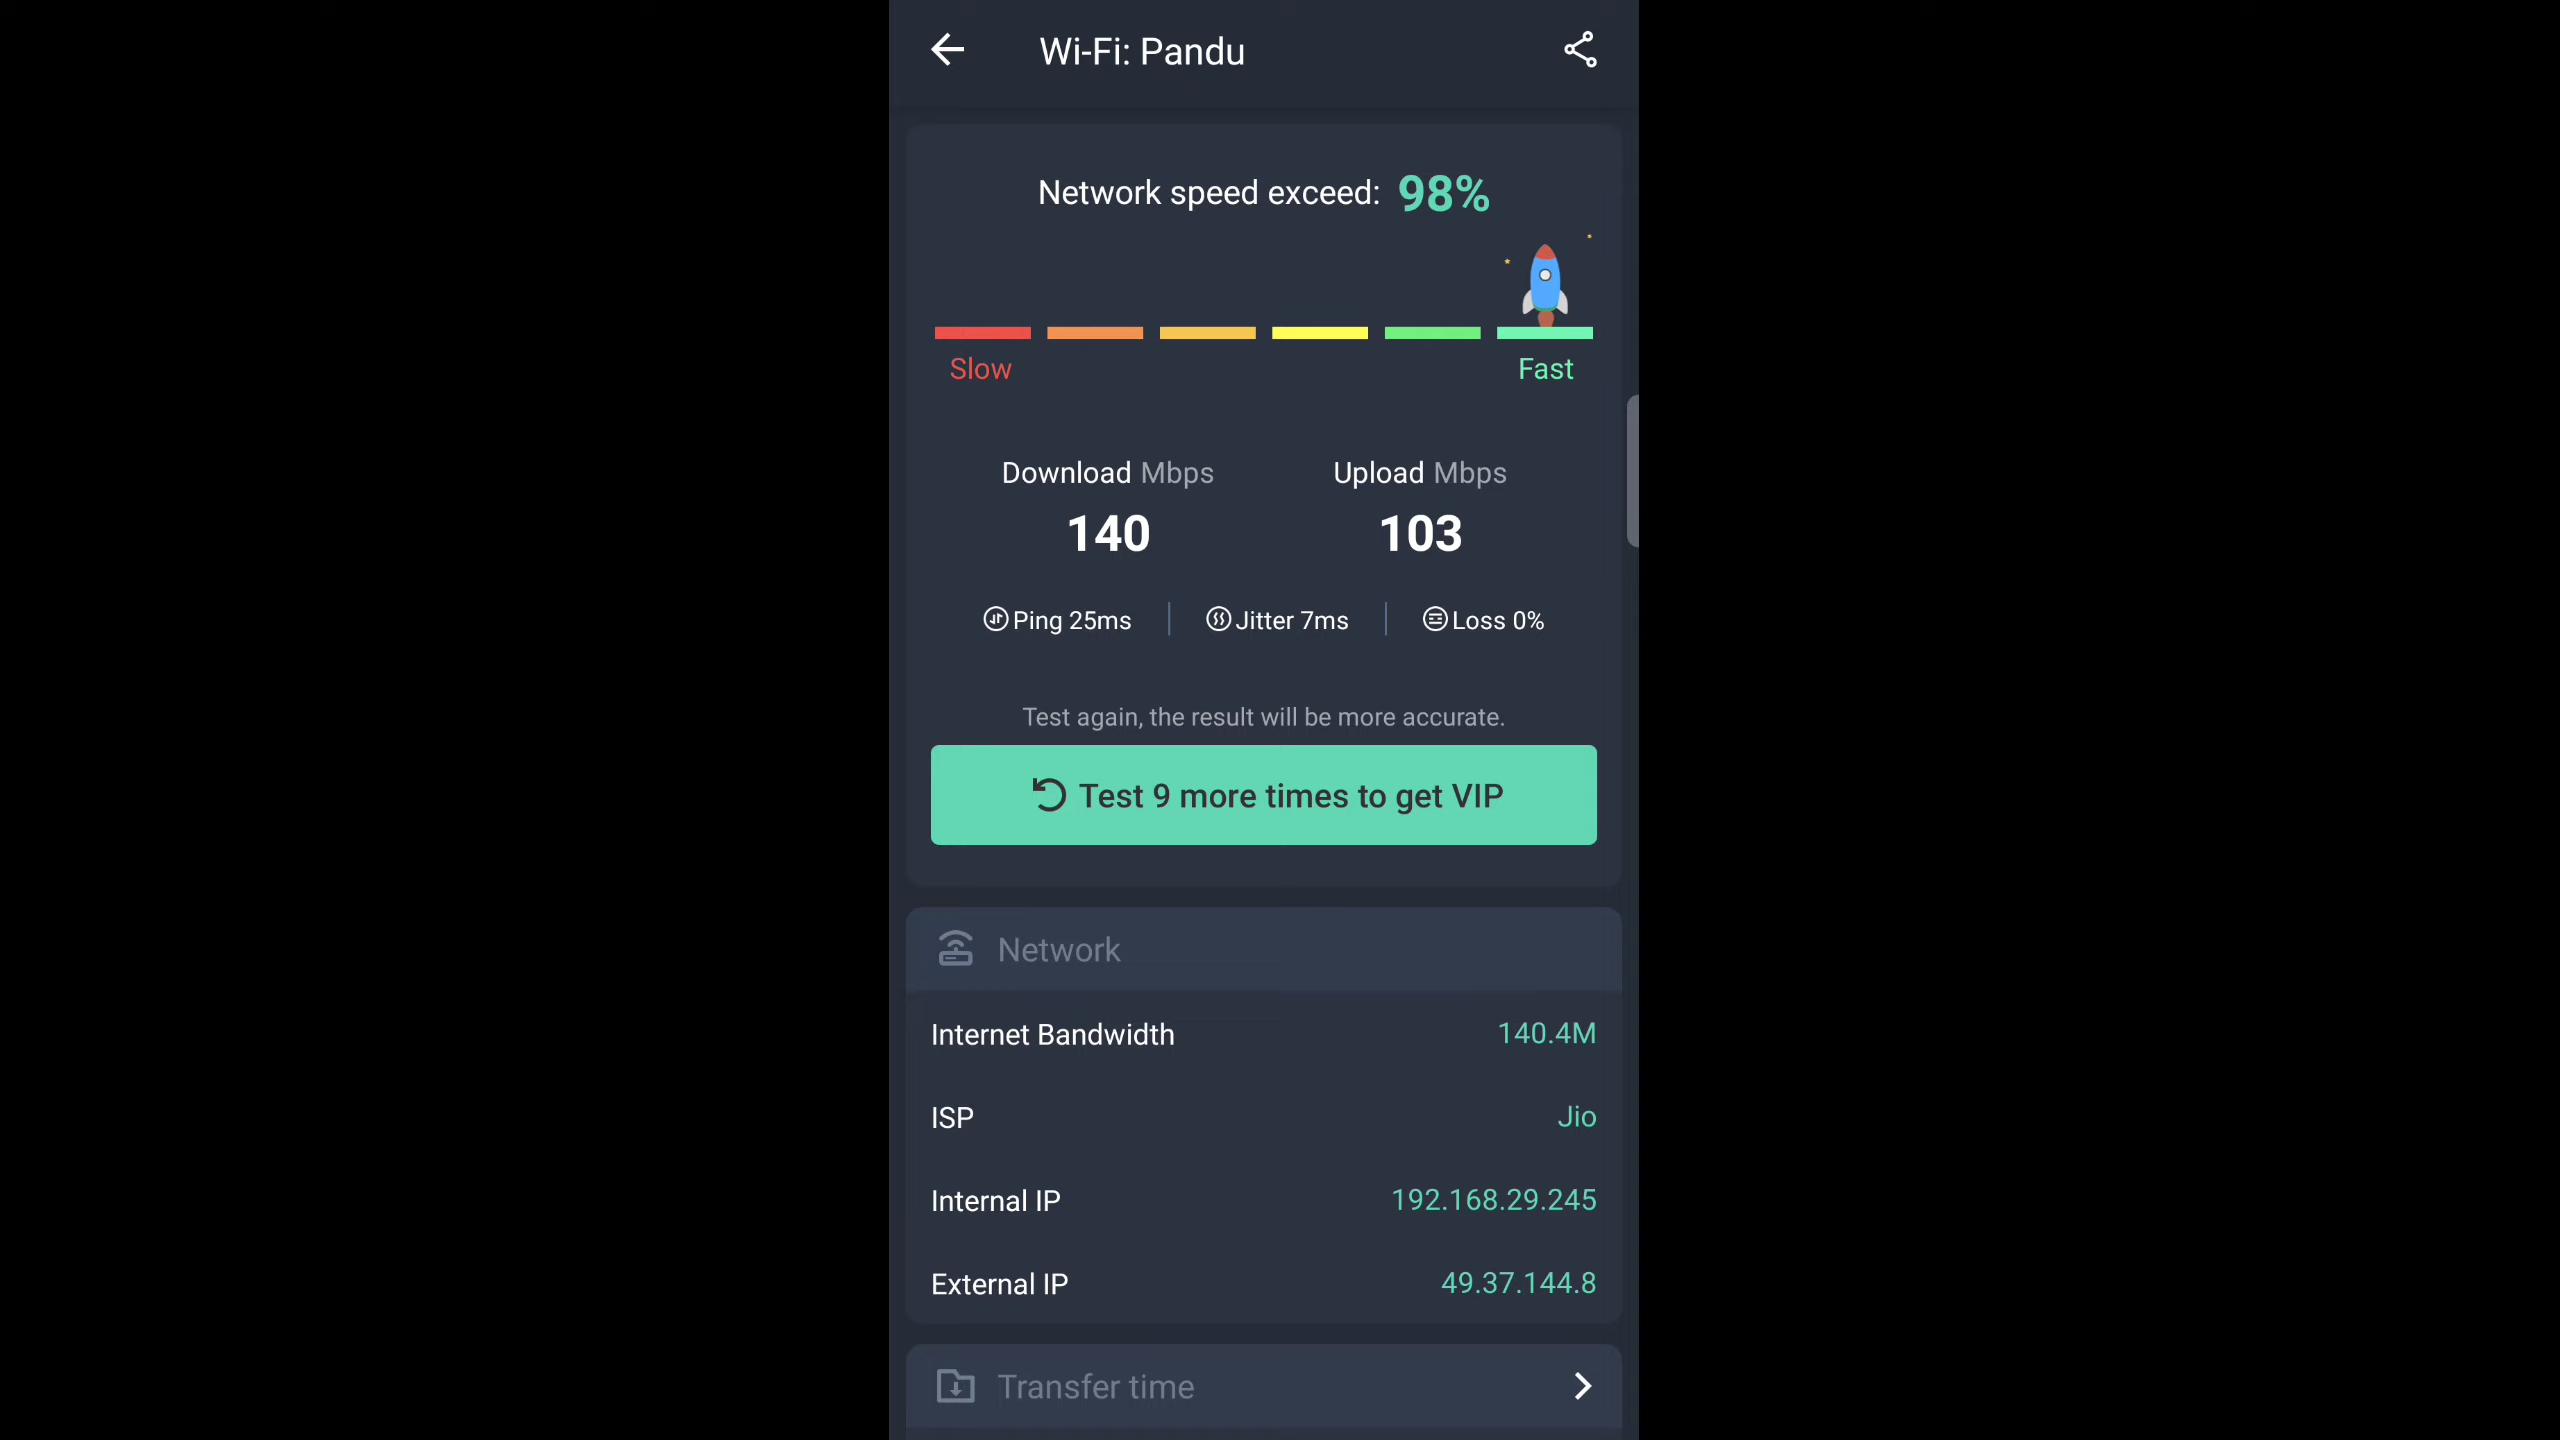 Wi-Fi: Pandu
Network speed exceed: 98%
Slow Fast
Download Mbps Upload Mbps
140 103
Ping 25ms Jitter 7ms Loss 0%
Test again, the result will be more accurate.
Test 9 more times to get VIP
Network
Internet Bandwidth 140.4M
ISP Jio
Internal IP 192.168.29.245
External IP 49.37.144.8
Transfer time